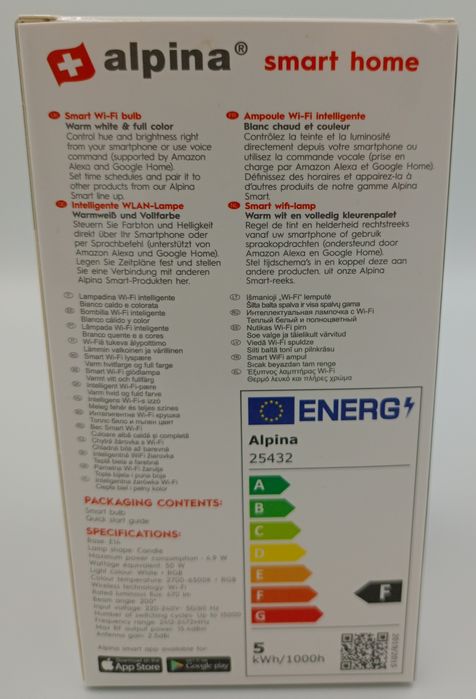 alpina® smart home
Smart Wi-Fi bulb
Warm white & full color
Control hue and brightness right
from your smartphone or use voice
command (supported by Amazon
Alexa and Google Home).
Set time schedules and pair it to
other products from our Alpina
Smart line up.
Intelligente WLAN-Lampe
Warmweiß und Vollfarbe
Steuern Sie Farbton und Helligkeit
direkt über Ihr Smartphone oder
per Sprachbefehl (unterstützt von
Amazon Alexa und Google Home).
Legen Sie Zeitpläne fest und stellen
Sie eine Verbindung mit anderen
Alpina Smart-Produkten her.
Ampoule Wi-Fi intelligente
Blanc chaud et couleur
Contrôlez la teinte et la luminosité
directement depuis votre smartphone ou
utilisez la commande vocale (prise en
charge par Amazon Alexa et Google Home).
Définissez des horaires et appairez-la à
d'autres produits de notre gamme Alpina
Smart.
Smart wifi-lamp
Warm wit en volledig kleurenpalet
Regel de tint en helderheid rechtstreeks
vanaf uw smartphone of gebruik
spraakopdrachten (ondersteund door
Amazon Alexa en Google Home).
Stel tijdschema's in en koppel deze aan
andere producten uit onze Alpina
Smart-reeks.
Lampadina Wi-Fi intelligente
Bianco caldo e colorata
Bombilla Wi-Fi inteligente
Blanco cálido y color
Lâmpada Wi-Fi inteligente
Branco quente e a cores
Wi-Fiä tukeva älypolttimo
Lämmin valkoinen ja värillinen
Smart Wi-Fi lyspære
Varm hvitfarge og full farge
Smart Wi-Fi glödlampa
Varmt vitt och fullfärg
Intelligent Wi-Fi-pære
Varm hvid og fuld farve
Intelligens Wi-Fi-s izzó
Meleg fehér és teljes színes
Интелигентна Wi-Fi крушка
Топло бяло и пълен цвят
Bec Smart Wi-Fi
Culoare albă caldă și completă
Chytrá žárovka s Wi-Fi
Chladná bílá až barevná
Inteligentná WiFi žiarovka
Teplá biela a farebná
Pametna Wi-Fi žarulja
Topla bijela i puna boja
Inteligentna żarówka Wi-Fi
Ciepła biel i pełny kolor
Išmanioji „Wi-Fi" lemputė
Šilta balta spalva ir visa spalvų gama
Интеллектуальная лампочка с Wi-Fi
Теплый белый и полноцветный
Nutikas Wi-Fi pirn
Soe valge ja täielikult värvitud
Viedā Wi-Fi spuldze
Silti baltā tonī un pilnkrāsu
Smart WiFi ampul
Sıcak beyazdan tam renge
Έξυπνος λαμπτήρας Wi-Fi
Θερμό λευκό και πλήρες χρώμα
PACKAGING CONTENTS:
Smart bulb
Quick start guide
SPECIFICATIONS:
Base: E14
Lamp shape: Candle
Maximum power consumption - 4.9 W
Wattage equivalent: 50 W
Light Colour: White + RGB
Colour temperature: 2700-6500K + RGB
Wireless technology: Wi-Fi
Rated luminous flux: 470 lm
Beam angle: 200°
Input voltage: 220-240V~ 50/60 Hz
Number of switching cycles: Up to 15000
Frequency range: 2412-2472MHz
Max RF output power: 15.6dBm
Antenna gain: 2.5dBi
Alpina smart app available for
Download on the
App Store
Google play
ENERG
Alpina
25432
A
B
C
D
E
F
G
F
5
kWh/1000h
2019/2015